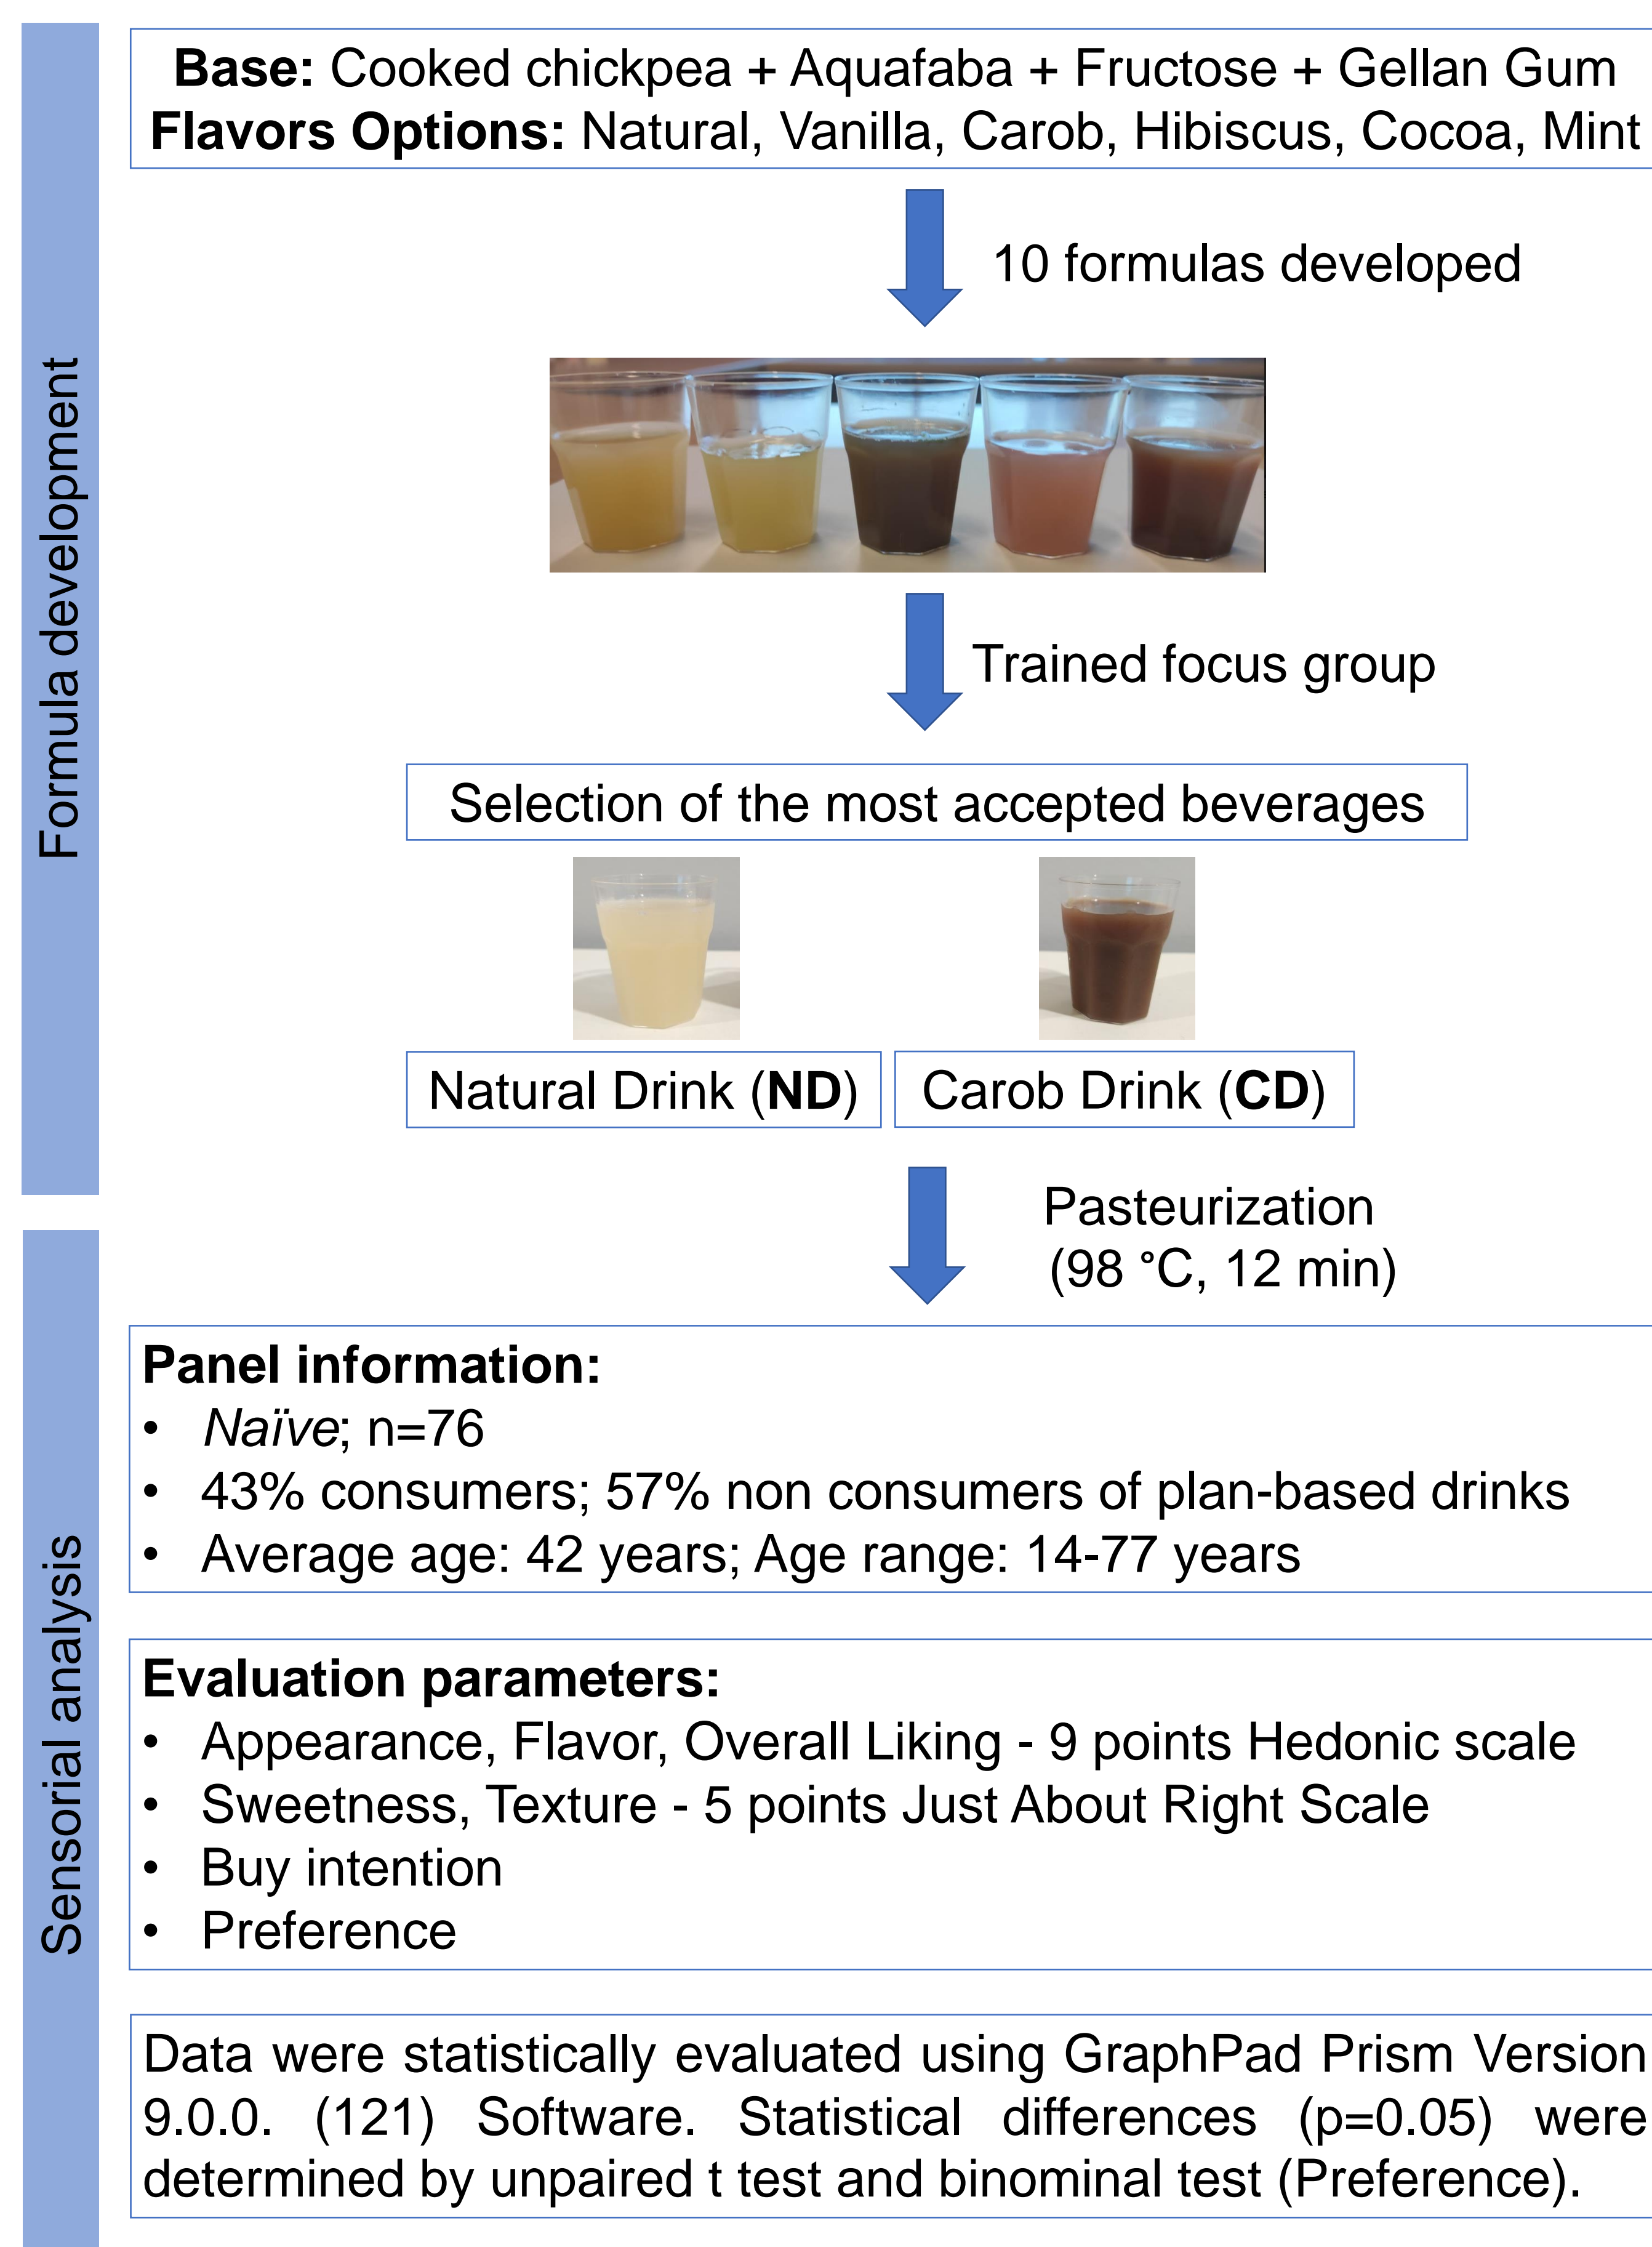 Base: Cooked chickpea + Aquafaba + Fructose + Gellan Gum
Flavors Options: Natural, Vanilla, Carob, Hibiscus, Cocoa, Mint
10 formulas developed
Formula development
Trained focus group
Selection of the most accepted beverages
Natural Drink (ND)
Carob Drink (CD)
Pasteurization
(98 °C, 12 min)
Sensorial analysis
Panel information:
• Naïve; n=76
• 43% consumers; 57% non consumers of plan-based drinks
• Average age: 42 years; Age range: 14-77 years
Evaluation parameters:
• Appearance, Flavor, Overall Liking - 9 points Hedonic scale
• Sweetness, Texture - 5 points Just About Right Scale
• Buy intention
• Preference
Data were statistically evaluated using GraphPad Prism Version
9.0.0. (121) Software. Statistical differences (p=0.05) were
determined by unpaired t test and binominal test (Preference).